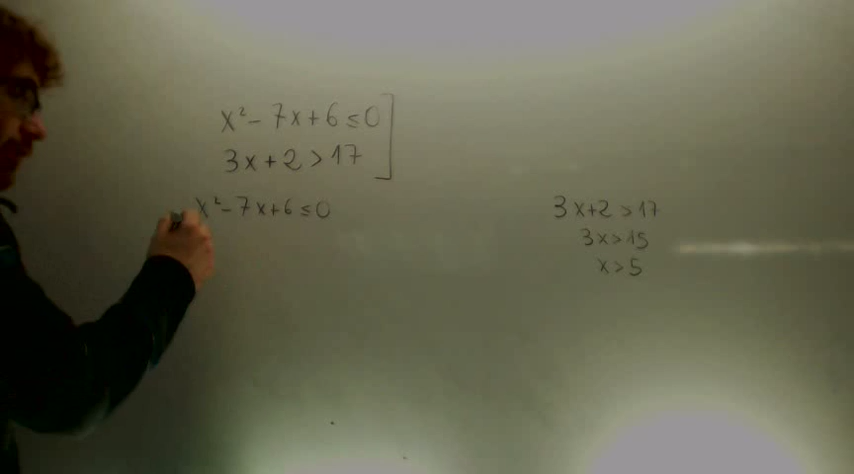 x² - 7x + 6 ≤ 0
3x + 2 > 17
x² - 7x + 6 ≤ 0
3x + 2 > 17
3x > 15
x > 5